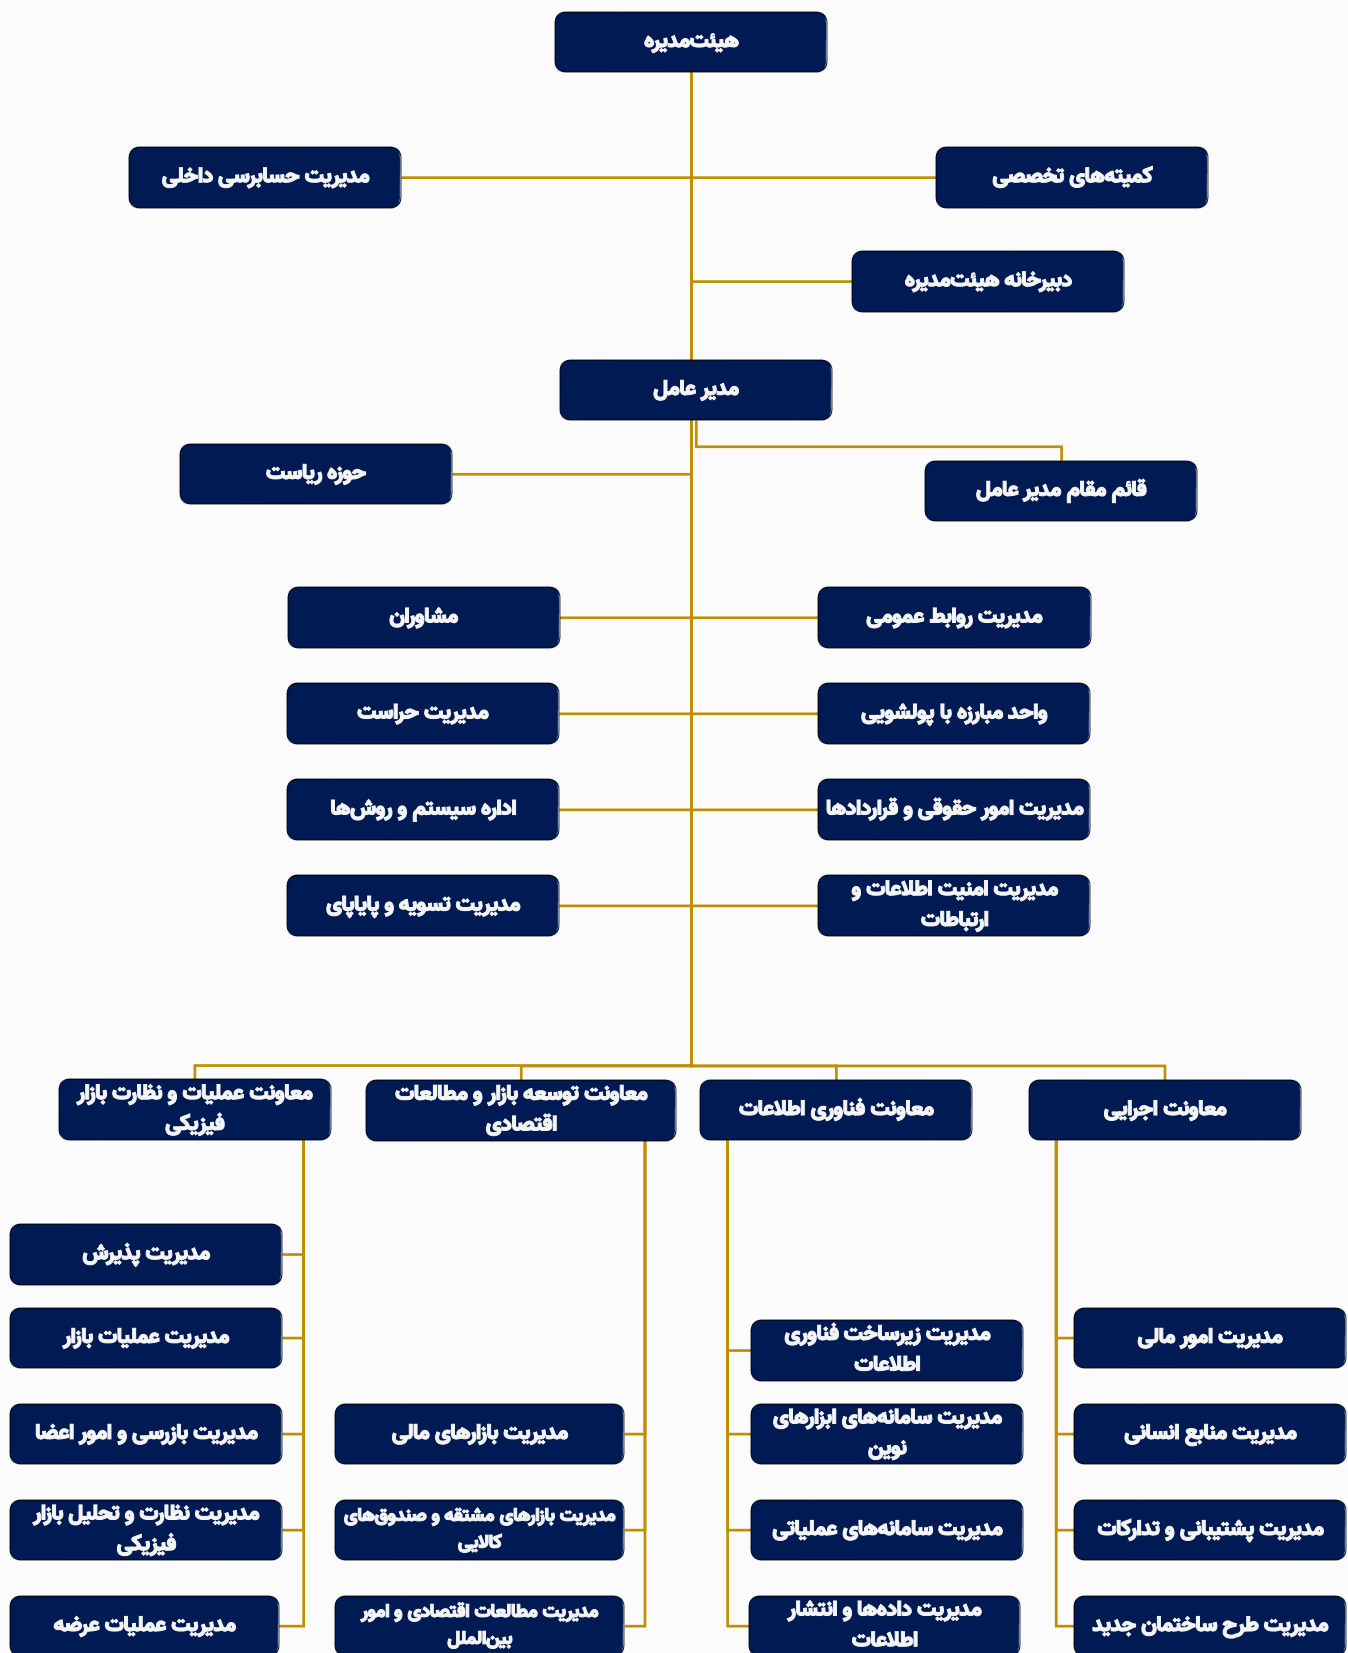 هیئت‌مدیره
کمیته‌های تخصصی
مدیریت حسابرسی داخلی
دبیرخانه هیئت‌مدیره
مدیر عامل
قائم مقام مدیر عامل
حوزه ریاست
مدیریت روابط عمومی
مشاوران
واحد مبارزه با پولشویی
مدیریت حراست
مدیریت امور حقوقی و قراردادها
اداره سیستم و روش‌ها
مدیریت امنیت اطلاعات و
ارتباطات
مدیریت تسویه و پایاپای
معاونت اجرایی
معاونت فناوری اطلاعات
معاونت توسعه بازار و مطالعات
اقتصادی
معاونت عملیات و نظارت بازار
فیزیکی
مدیریت امور مالی
مدیریت منابع انسانی
مدیریت پشتیبانی و تدارکات
مدیریت طرح ساختمان جدید
مدیریت زیرساخت فناوری
اطلاعات
مدیریت سامانه‌های ابزارهای
نوین
مدیریت سامانه‌های عملیاتی
مدیریت داده‌ها و انتشار
اطلاعات
مدیریت بازارهای مالی
مدیریت بازارهای مشتقه و صندوق‌های
کالایی
مدیریت مطالعات اقتصادی و امور
بین‌الملل
مدیریت پذیرش
مدیریت عملیات بازار
مدیریت بازرسی و امور اعضا
مدیریت نظارت و تحلیل بازار
فیزیکی
مدیریت عملیات عرضه